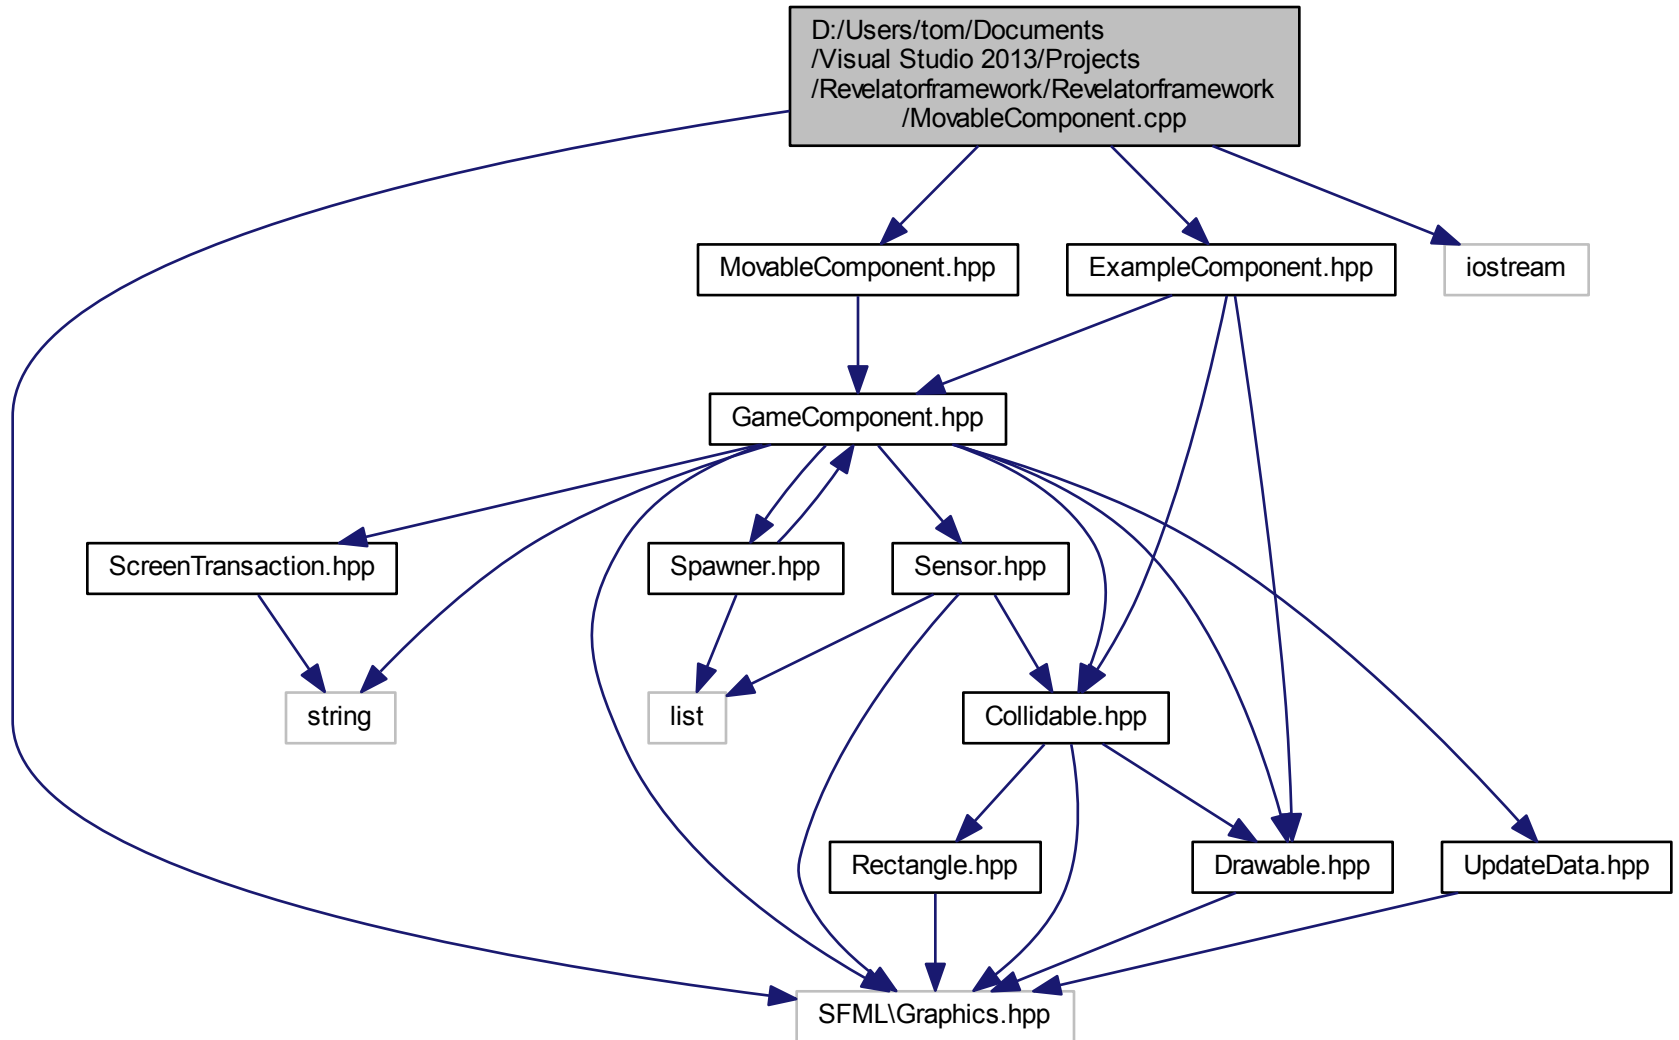 D:/Users/tom/Documents
/Visual Studio 2013/Projects
/Revelatorframework/Revelatorframework
/MovableComponent.cpp
MovableComponent.hpp
ExampleComponent.hpp
iostream
GameComponent.hpp
ScreenTransaction.hpp
Spawner.hpp
Sensor.hpp
string
list
Collidable.hpp
Rectangle.hpp
Drawable.hpp
UpdateData.hpp
SFML\Graphics.hpp